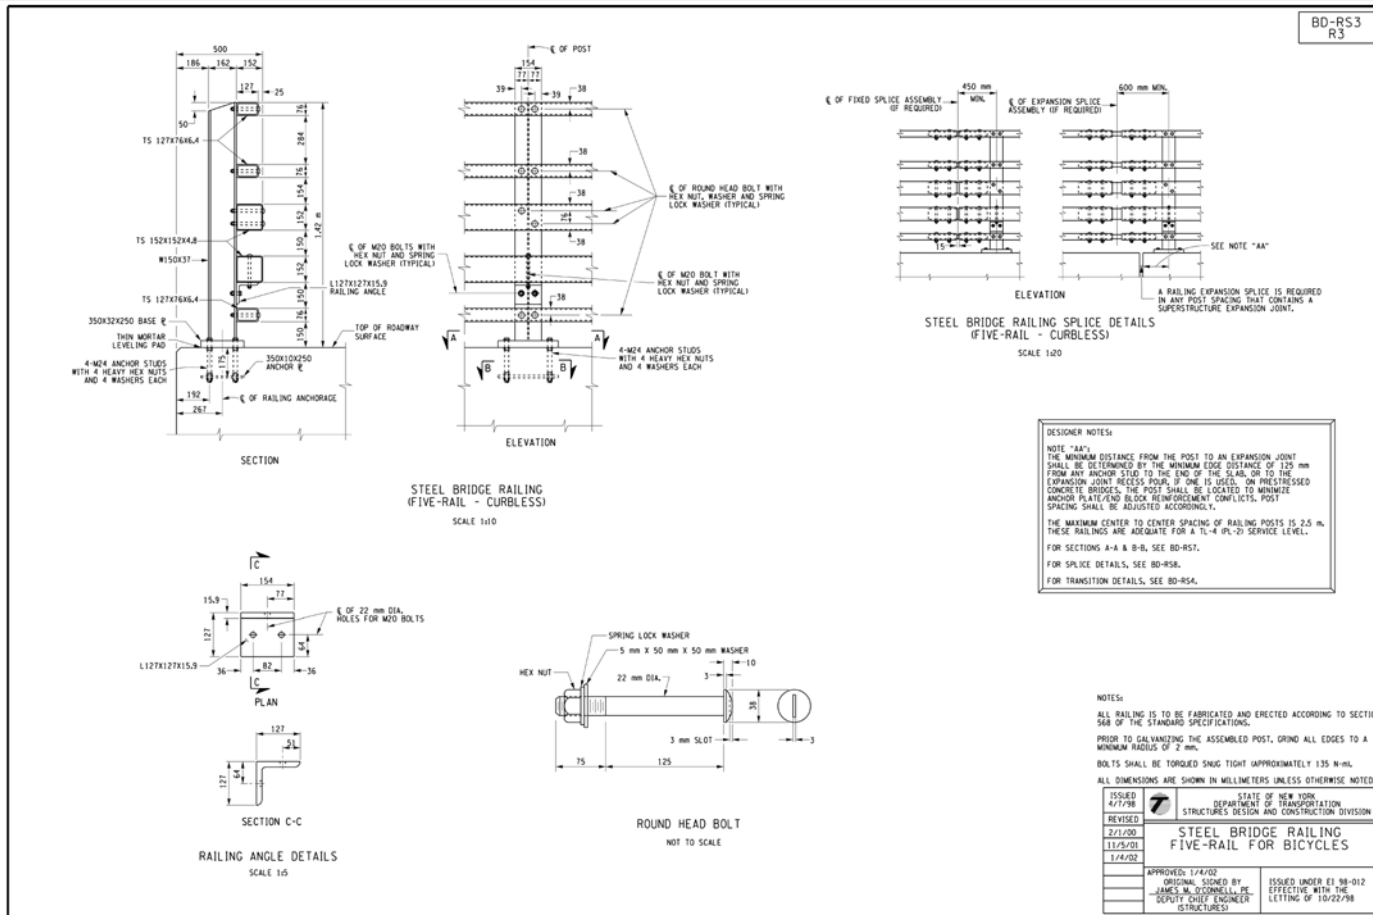 BD-RS3
R3
500
186
162
152
127
25
50
TS 127X76X6.4
76
284
76
154
152
150
152
150
76
150
1.42 m
TS 152X152X4.8
W150X37
TS 127X76X6.4
L127X127X15.9
RAILING ANGLE
350X32X250 BASE ℙ
THIN MORTAR
LEVELING PAD
4-M24 ANCHOR STUDS
WITH 4 HEAVY HEX NUTS
AND 4 WASHERS EACH
175
350X10X250
ANCHOR ℙ
TOP OF ROADWAY
SURFACE
192
℄ OF RAILING ANCHORAGE
267
SECTION
℄ OF POST
154
77
77
39
39
38
38
38
76
38
38
℄ OF ROUND HEAD BOLT WITH
HEX NUT, WASHER AND SPRING
LOCK WASHER (TYPICAL)
℄ OF M20 BOLTS WITH
HEX NUT AND SPRING
LOCK WASHER (TYPICAL)
℄ OF M20 BOLT WITH
HEX NUT AND SPRING
LOCK WASHER (TYPICAL)
A
A
B
B
4-M24 ANCHOR STUDS
WITH 4 HEAVY HEX NUTS
AND 4 WASHERS EACH
ELEVATION
STEEL BRIDGE RAILING
(FIVE-RAIL - CURBLESS)
SCALE 1:10
℄ OF FIXED SPLICE ASSEMBLY
(IF REQUIRED)
450 mm
MIN.
℄ OF EXPANSION SPLICE
ASSEMBLY (IF REQUIRED)
600 mm MIN.
15
SEE NOTE "AA"
A RAILING EXPANSION SPLICE IS REQUIRED
IN ANY POST SPACING THAT CONTAINS A
SUPERSTRUCTURE EXPANSION JOINT.
ELEVATION
STEEL BRIDGE RAILING SPLICE DETAILS
(FIVE-RAIL - CURBLESS)
SCALE 1:20
DESIGNER NOTES:
NOTE "AA":
THE MINIMUM DISTANCE FROM THE POST TO AN EXPANSION JOINT
SHALL BE DETERMINED BY THE MINIMUM EDGE DISTANCE OF 125 mm
FROM ANY ANCHOR STUD TO THE END OF THE SLAB, OR TO THE
EXPANSION JOINT RECESS POUR, IF ONE IS USED. ON PRESTRESSED
CONCRETE BRIDGES, THE POST SHALL BE LOCATED TO MINIMIZE
ANCHOR PLATE/END BLOCK REINFORCEMENT CONFLICTS. POST
SPACING SHALL BE ADJUSTED ACCORDINGLY.
THE MAXIMUM CENTER TO CENTER SPACING OF RAILING POSTS IS 2.5 m.
THESE RAILINGS ARE ADEQUATE FOR A TL-4 (PL-2) SERVICE LEVEL.
FOR SECTIONS A-A & B-B, SEE BD-RS7.
FOR SPLICE DETAILS, SEE BD-RS8.
FOR TRANSITION DETAILS, SEE BD-RS4.
C
154
77
15.9
℄ OF 22 mm DIA.
HOLES FOR M20 BOLTS
127
64
L127X127X15.9
36
82
36
C
PLAN
127
51
127
64
SECTION C-C
RAILING ANGLE DETAILS
SCALE 1:5
SPRING LOCK WASHER
5 mm X 50 mm X 50 mm WASHER
HEX NUT
22 mm DIA.
10
3
38
3 mm SLOT
3
75
125
ROUND HEAD BOLT
NOT TO SCALE
NOTES:
ALL RAILING IS TO BE FABRICATED AND ERECTED ACCORDING TO SECTIO
568 OF THE STANDARD SPECIFICATIONS.
PRIOR TO GALVANIZING THE ASSEMBLED POST, GRIND ALL EDGES TO A
MINIMUM RADIUS OF 2 mm.
BOLTS SHALL BE TORQUED SNUG TIGHT (APPROXIMATELY 135 N-m).
ALL DIMENSIONS ARE SHOWN IN MILLIMETERS UNLESS OTHERWISE NOTED
ISSUED
4/7/98
REVISED
2/1/00
11/5/01
1/4/02
T
STATE OF NEW YORK
DEPARTMENT OF TRANSPORTATION
STRUCTURES DESIGN AND CONSTRUCTION DIVISION
STEEL BRIDGE RAILING
FIVE-RAIL FOR BICYCLES
APPROVED: 1/4/02
ORIGINAL SIGNED BY
JAMES M. O'CONNELL, PE
DEPUTY CHIEF ENGINEER
(STRUCTURES)
ISSUED UNDER EI 98-012
EFFECTIVE WITH THE
LETTING OF 10/22/98